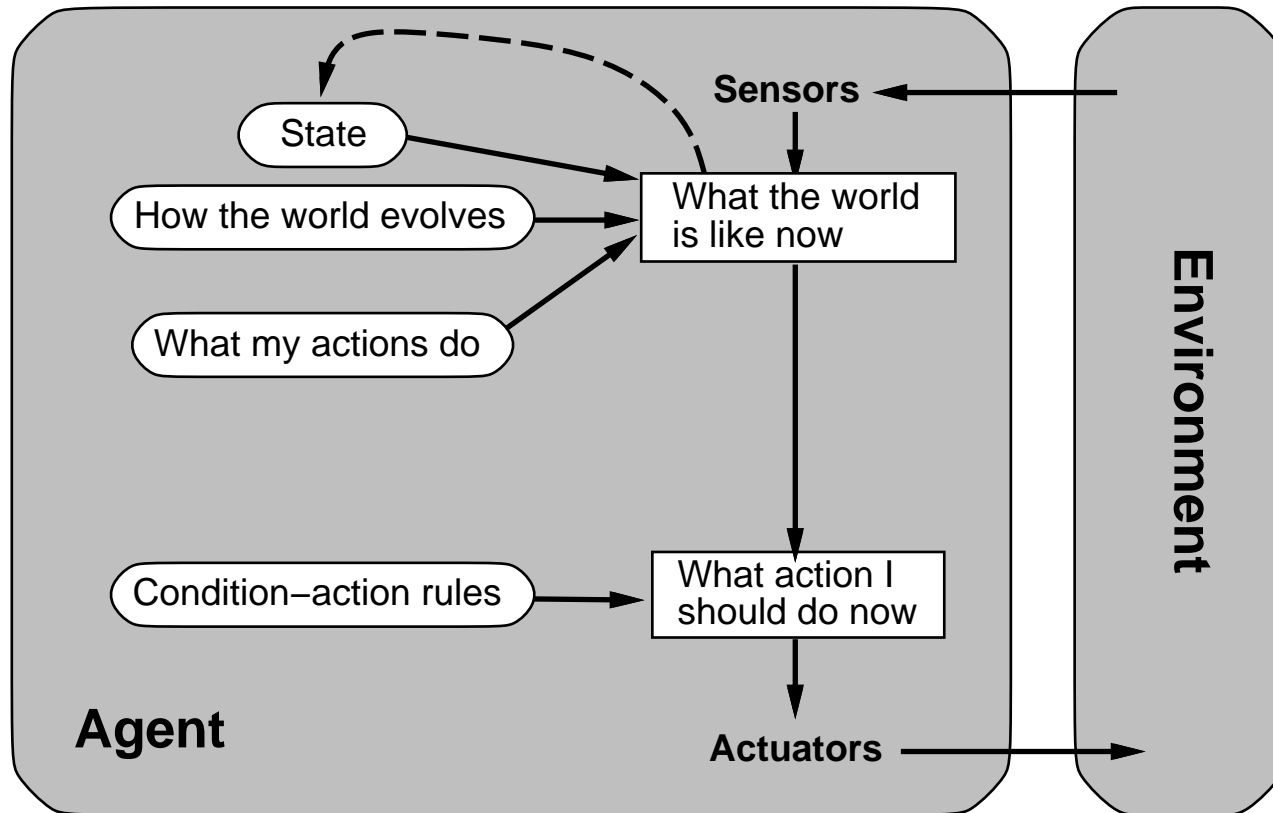 Sensors
State
What the world
is like now
How the world evolves
What my actions do
Environment
Condition−action rules
What action I
should do now
Agent
Actuators